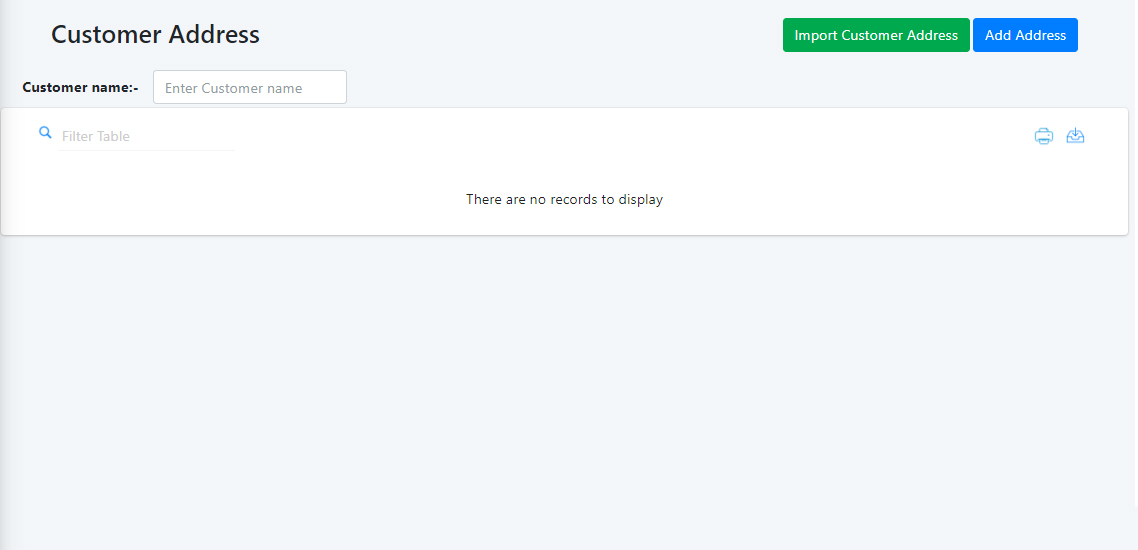 Customer Address
Import Customer Address
Add Address
Customer name:-
Enter Customer name
Filter Table
There are no records to display